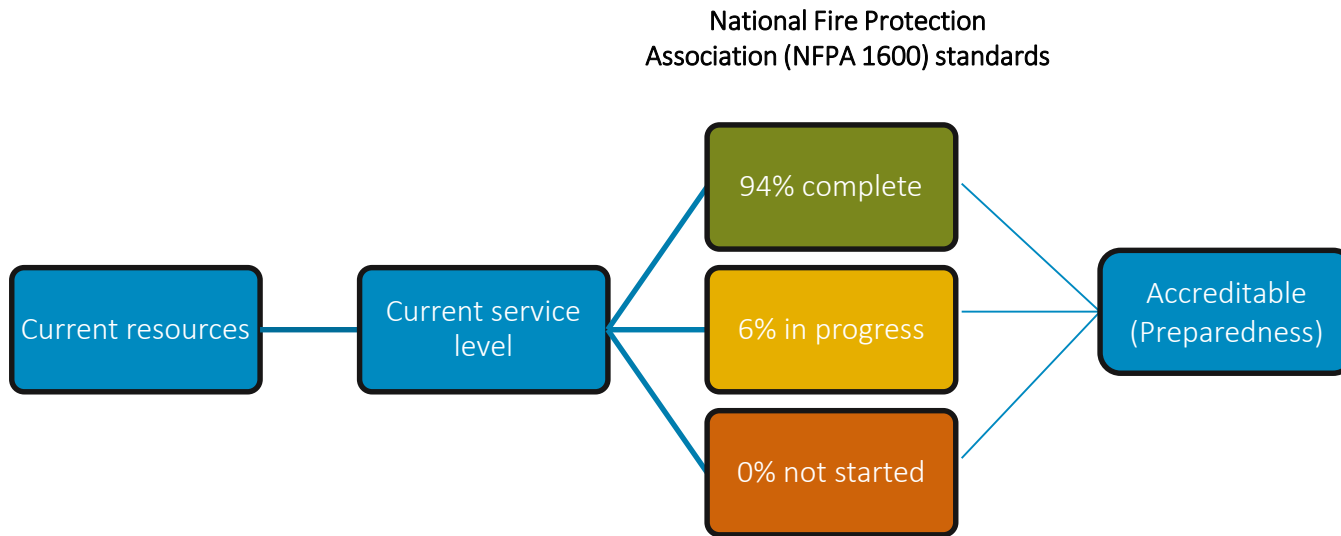 National Fire Protection
Association (NFPA 1600) standards
94% complete
Current resources
Current service
level
6% in progress
Accreditable
(Preparedness)
0% not started